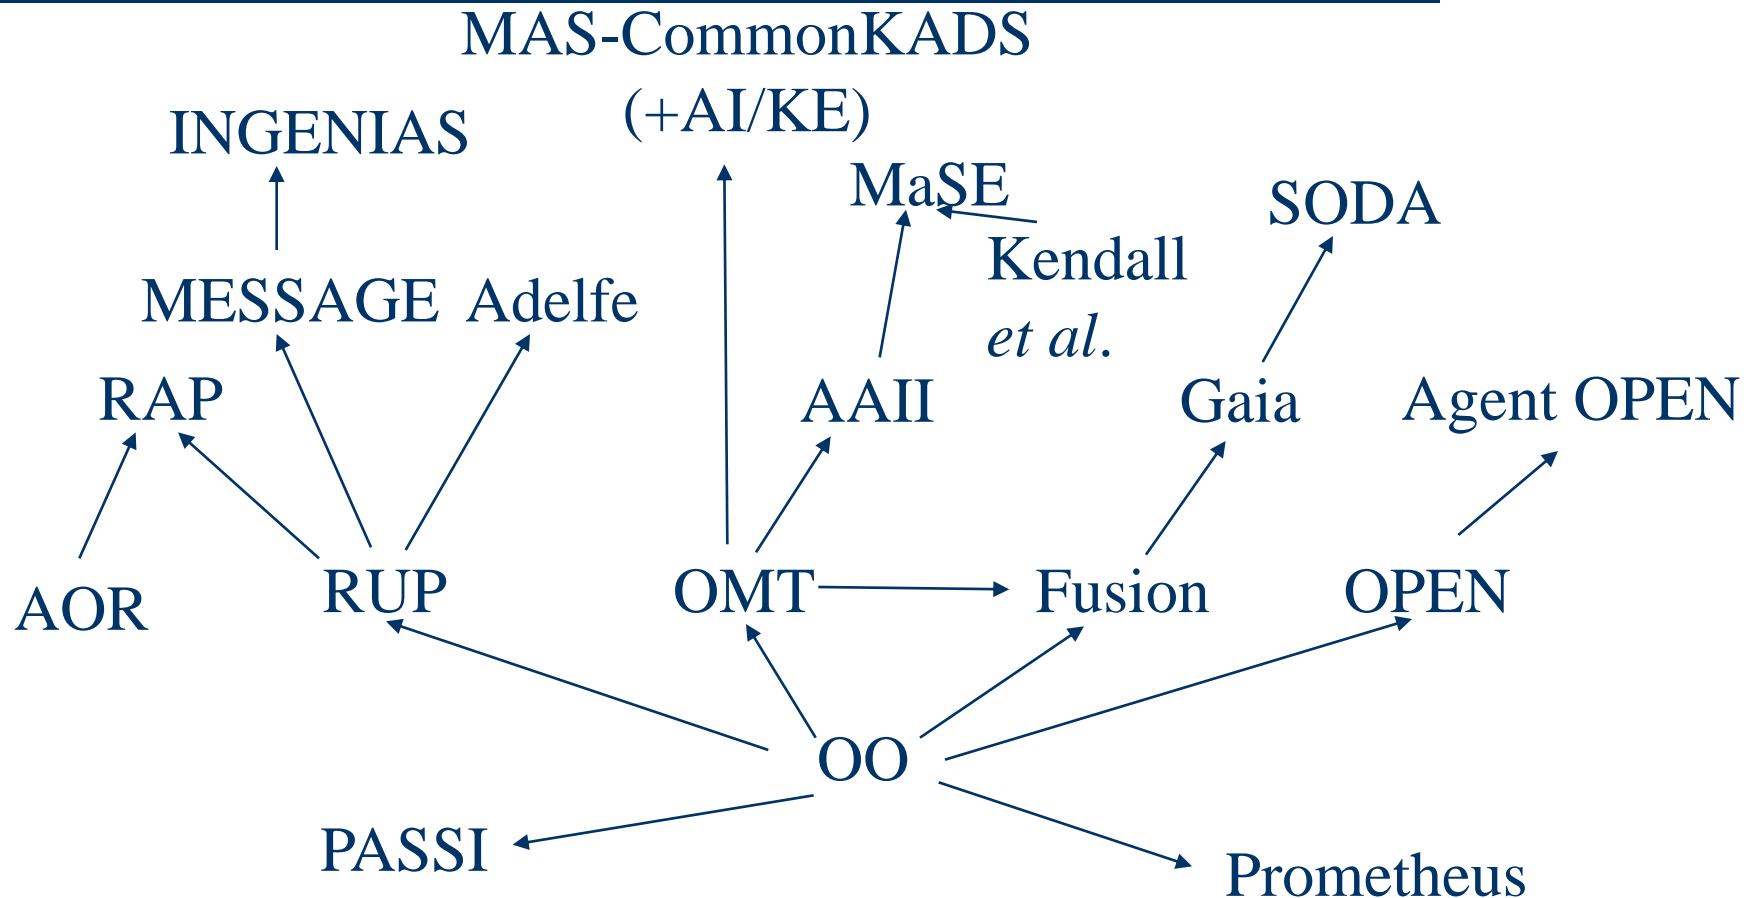 MAS-CommonKADS
(+AI/KE)
INGENIAS
MaSE
SODA
Kendall
et al.
MESSAGE
Adelfe
RAP
AAII
Gaia
Agent OPEN
AOR
RUP
OMT
Fusion
OPEN
OO
PASSI
Prometheus